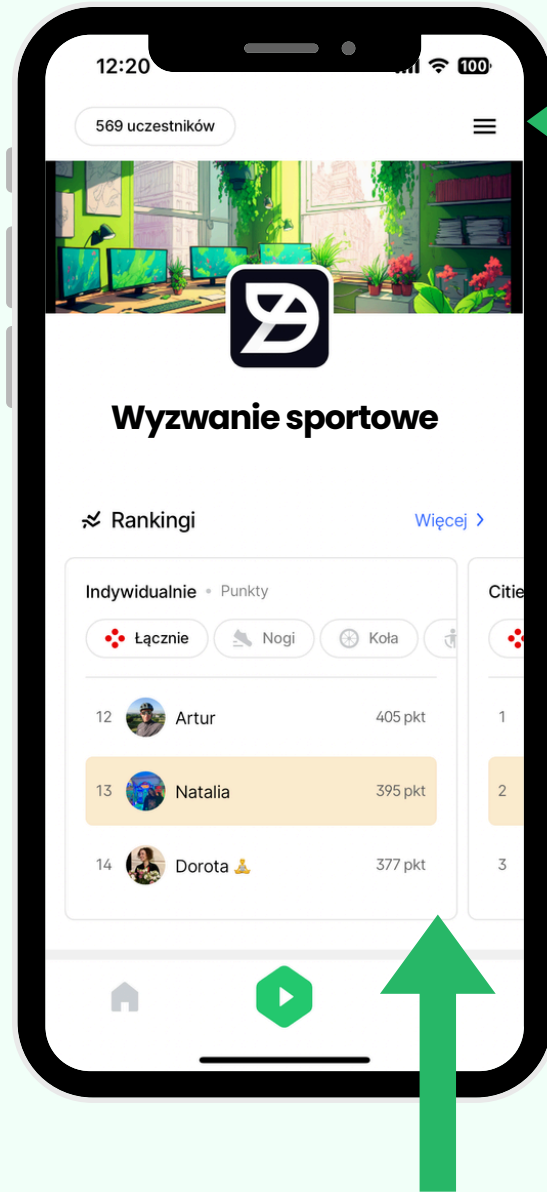 12:20
100
569 uczestników
Wyzwanie sportowe
Rankingi
Więcej
Indywidualnie • Punkty
Łącznie
Nogi
Koła
12 Artur 405 pkt
13 Natalia 395 pkt
14 Dorota 377 pkt
Citie
1
2
3